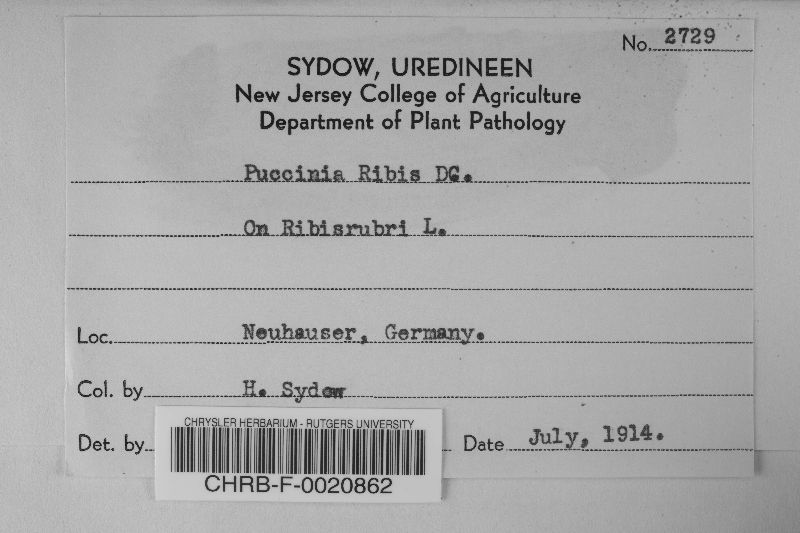 No. 2729
SYDOW, UREDINEEN
New Jersey College of Agriculture
Department of Plant Pathology
Puccinia Ribis DC.
On Ribisrubri L.
Loc. Neuhauser, Germany.
Col. by H. Sydow
Det. by Date July, 1914.
CHRYSLER HERBARIUM - RUTGERS UNIVERSITY
CHRB-F-0020862